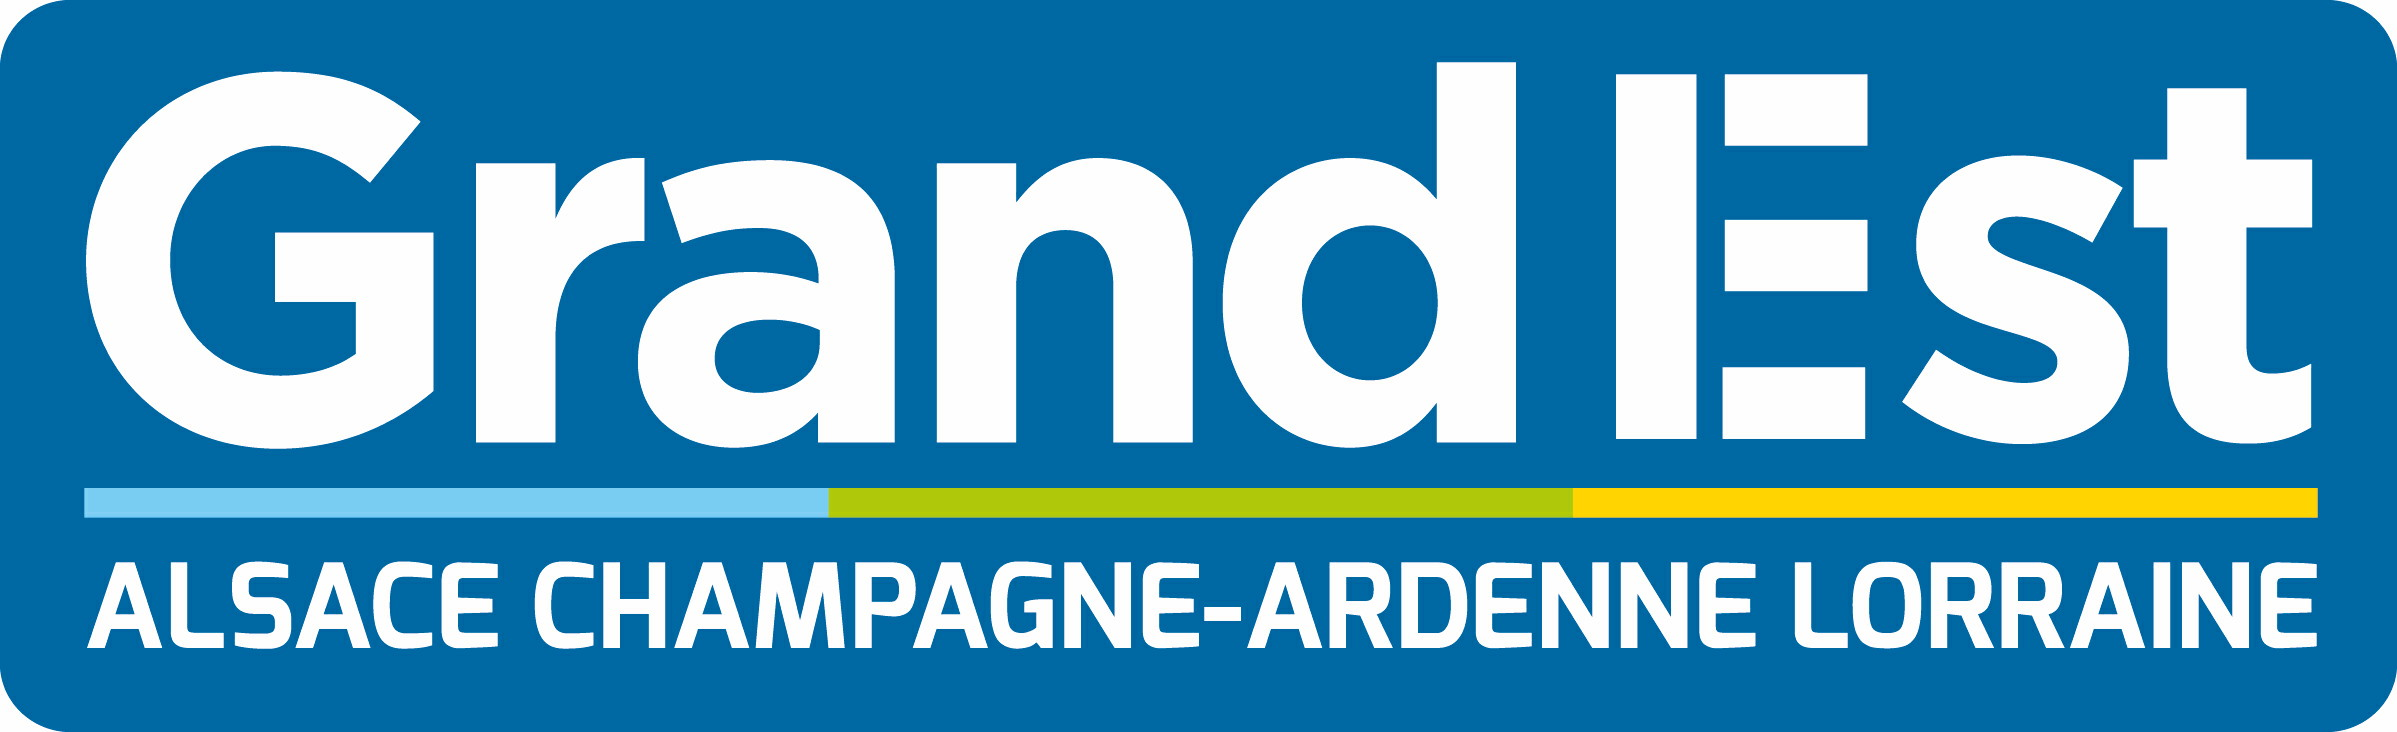 Grand Est
ALSACE CHAMPAGNE-ARDENNE LORRAINE